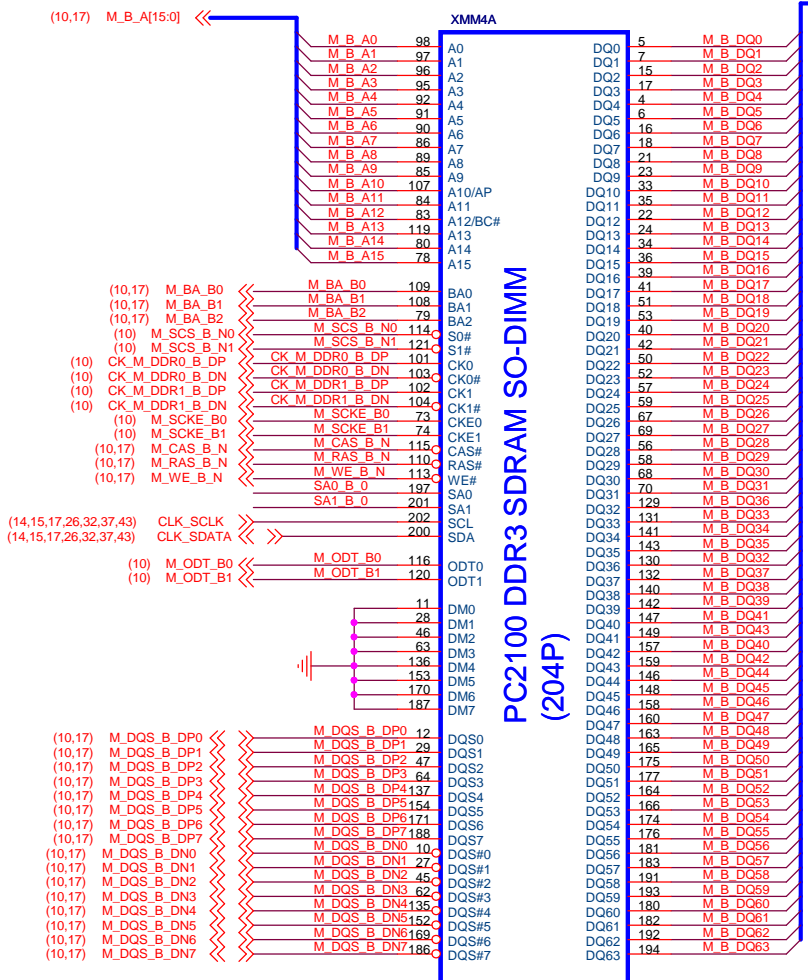 (10,17) M_B_A[15:0]
XMM4A
M_B_A0 98 A0
M_B_A1 97 A1
M_B_A2 96 A2
M_B_A3 95 A3
M_B_A4 92 A4
M_B_A5 91 A5
M_B_A6 90 A6
M_B_A7 86 A7
M_B_A8 89 A8
M_B_A9 85 A9
M_B_A10 107 A10/AP
M_B_A11 84 A11
M_B_A12 83 A12/BC#
M_B_A13 119 A13
M_B_A14 80 A14
M_B_A15 78 A15
(10,17) M_BA_B0 M_BA_B0 109 BA0
(10,17) M_BA_B1 M_BA_B1 108 BA1
(10,17) M_BA_B2 M_BA_B2 79 BA2
(10) M_SCS_B_N0 M_SCS_B_N0 114 S0#
(10) M_SCS_B_N1 M_SCS_B_N1 121 S1#
(10) CK_M_DDR0_B_DP CK_M_DDR0_B_DP 101 CK0
(10) CK_M_DDR0_B_DN CK_M_DDR0_B_DN 103 CK0#
(10) CK_M_DDR1_B_DP CK_M_DDR1_B_DP 102 CK1
(10) CK_M_DDR1_B_DN CK_M_DDR1_B_DN 104 CK1#
(10) M_SCKE_B0 M_SCKE_B0 73 CKE0
(10) M_SCKE_B1 M_SCKE_B1 74 CKE1
(10,17) M_CAS_B_N M_CAS_B_N 115 CAS#
(10,17) M_RAS_B_N M_RAS_B_N 110 RAS#
(10,17) M_WE_B_N M_WE_B_N 113 WE#
SA0_B_0 197 SA0
SA1_B_0 201 SA1
(14,15,17,26,32,37,43) CLK_SCLK 202 SCL
(14,15,17,26,32,37,43) CLK_SDATA 200 SDA
(10) M_ODT_B0 M_ODT_B0 116 ODT0
(10) M_ODT_B1 M_ODT_B1 120 ODT1
11 DM0
28 DM1
46 DM2
63 DM3
136 DM4
153 DM5
170 DM6
187 DM7
(10,17) M_DQS_B_DP0 M_DQS_B_DP0 12 DQS0
(10,17) M_DQS_B_DP1 M_DQS_B_DP1 29 DQS1
(10,17) M_DQS_B_DP2 M_DQS_B_DP2 47 DQS2
(10,17) M_DQS_B_DP3 M_DQS_B_DP3 64 DQS3
(10,17) M_DQS_B_DP4 M_DQS_B_DP4 137 DQS4
(10,17) M_DQS_B_DP5 M_DQS_B_DP5 154 DQS5
(10,17) M_DQS_B_DP6 M_DQS_B_DP6 171 DQS6
(10,17) M_DQS_B_DP7 M_DQS_B_DP7 188 DQS7
(10,17) M_DQS_B_DN0 M_DQS_B_DN0 10 DQS#0
(10,17) M_DQS_B_DN1 M_DQS_B_DN1 27 DQS#1
(10,17) M_DQS_B_DN2 M_DQS_B_DN2 45 DQS#2
(10,17) M_DQS_B_DN3 M_DQS_B_DN3 62 DQS#3
(10,17) M_DQS_B_DN4 M_DQS_B_DN4 135 DQS#4
(10,17) M_DQS_B_DN5 M_DQS_B_DN5 152 DQS#5
(10,17) M_DQS_B_DN6 M_DQS_B_DN6 169 DQS#6
(10,17) M_DQS_B_DN7 M_DQS_B_DN7 186 DQS#7
PC2100 DDR3 SDRAM SO-DIMM
(204P)
DQ0 5 M_B_DQ0
DQ1 7 M_B_DQ1
DQ2 15 M_B_DQ2
DQ3 17 M_B_DQ3
DQ4 4 M_B_DQ4
DQ5 6 M_B_DQ5
DQ6 16 M_B_DQ6
DQ7 18 M_B_DQ7
DQ8 21 M_B_DQ8
DQ9 23 M_B_DQ9
DQ10 33 M_B_DQ10
DQ11 35 M_B_DQ11
DQ12 22 M_B_DQ12
DQ13 24 M_B_DQ13
DQ14 34 M_B_DQ14
DQ15 36 M_B_DQ15
DQ16 39 M_B_DQ16
DQ17 41 M_B_DQ17
DQ18 51 M_B_DQ18
DQ19 53 M_B_DQ19
DQ20 40 M_B_DQ20
DQ21 42 M_B_DQ21
DQ22 50 M_B_DQ22
DQ23 52 M_B_DQ23
DQ24 57 M_B_DQ24
DQ25 59 M_B_DQ25
DQ26 67 M_B_DQ26
DQ27 69 M_B_DQ27
DQ28 56 M_B_DQ28
DQ29 58 M_B_DQ29
DQ30 68 M_B_DQ30
DQ31 70 M_B_DQ31
DQ32 129 M_B_DQ36
DQ33 131 M_B_DQ33
DQ34 141 M_B_DQ34
DQ35 143 M_B_DQ35
DQ36 130 M_B_DQ32
DQ37 132 M_B_DQ37
DQ38 140 M_B_DQ38
DQ39 142 M_B_DQ39
DQ40 147 M_B_DQ41
DQ41 149 M_B_DQ43
DQ42 157 M_B_DQ40
DQ43 159 M_B_DQ42
DQ44 146 M_B_DQ44
DQ45 148 M_B_DQ45
DQ46 158 M_B_DQ46
DQ47 160 M_B_DQ47
DQ48 163 M_B_DQ48
DQ49 165 M_B_DQ49
DQ50 175 M_B_DQ50
DQ51 177 M_B_DQ51
DQ52 164 M_B_DQ52
DQ53 166 M_B_DQ53
DQ54 174 M_B_DQ54
DQ55 176 M_B_DQ55
DQ56 181 M_B_DQ56
DQ57 183 M_B_DQ57
DQ58 191 M_B_DQ58
DQ59 193 M_B_DQ59
DQ60 180 M_B_DQ60
DQ61 182 M_B_DQ61
DQ62 192 M_B_DQ62
DQ63 194 M_B_DQ63